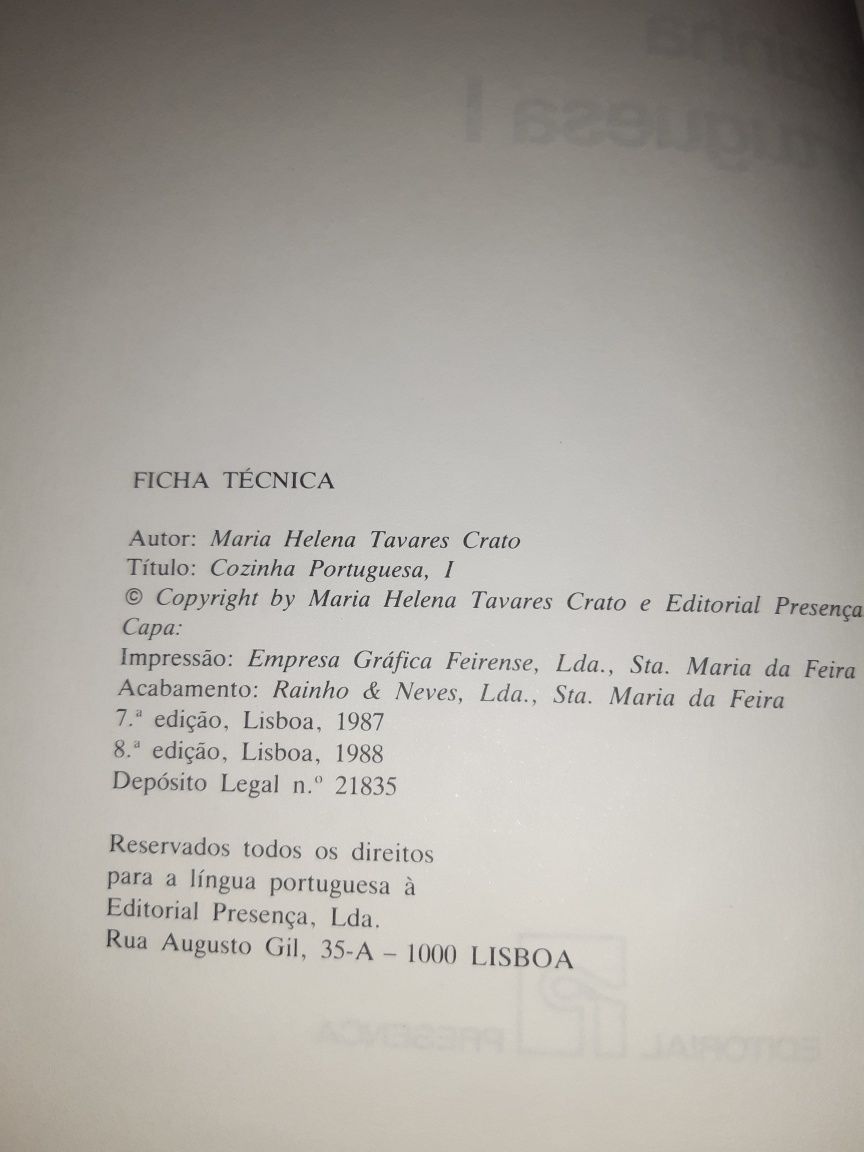 FICHA TÉCNICA
Autor: Maria Helena Tavares Crato
Título: Cozinha Portuguesa, I
© Copyright by Maria Helena Tavares Crato e Editorial Presença
Capa:
Impressão: Empresa Gráfica Feirense, Lda., Sta. Maria da Feira
Acabamento: Rainho & Neves, Lda., Sta. Maria da Feira
7.ª edição, Lisboa, 1987
8.ª edição, Lisboa, 1988
Depósito Legal n.º 21835
Reservados todos os direitos
para a língua portuguesa à
Editorial Presença, Lda.
Rua Augusto Gil, 35-A – 1000 LISBOA
EDITORIAL PRESENÇA